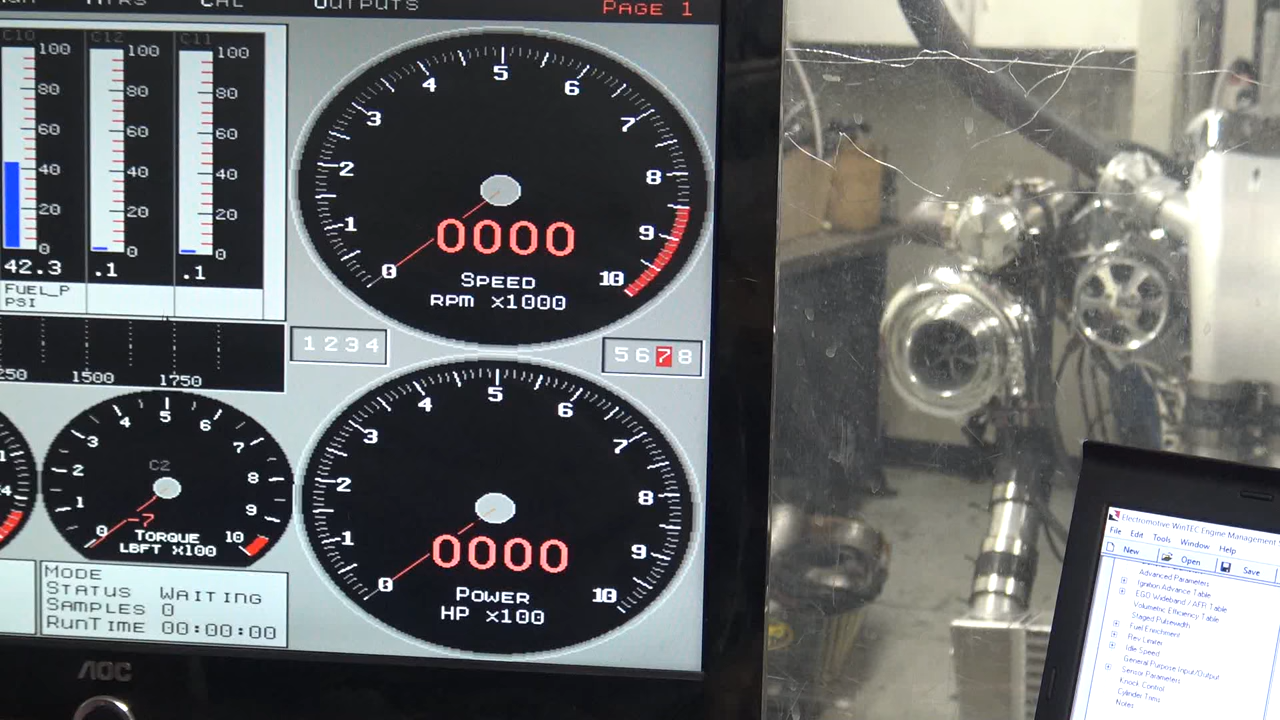 CAL OUTPUTS PAGE 1
C10 C12 C11
100 100 100
80 80 80
60 60 60
40 40 40
20 20 20
0 0 0
42.3 .1 .1
FUEL_P
PSI
0 1 2 3 4 5 6 7 8 9 10
0000
SPEED
RPM X1000
1500 1750
1234
5678
0 1 2 3 4 5 6 7 8 9 10
C2
-7
TORQUE
LBFT X100
0 1 2 3 4 5 6 7 8 9 10
0000
POWER
HP X100
MODE
STATUS WAITING
SAMPLES 0
RUNTIME 00:00:00
AOC
Electromotive WinTEC Engine Management
File Edit Tools Window Help
New Open Save
Advanced Parameters
Ignition Advance Table
EGO Wideband / AFR Table
Volumetric Efficiency Table
Staged Pulsewidth
Fuel Enrichment
Rev Limiter
Idle Speed
General Purpose Input/Output
Sensor Parameters
Knock Control
Cylinder Trims
Notes